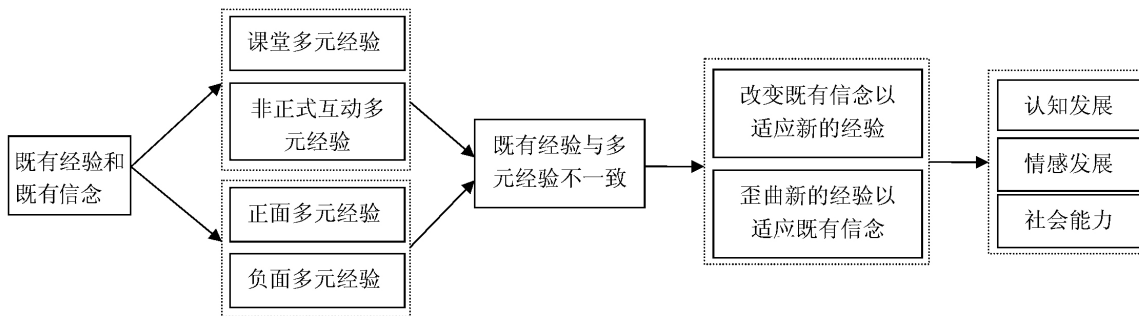 既有经验和
既有信念
课堂多元经验
非正式互动多
元经验
正面多元经验
负面多元经验
既有经验与多
元经验不一致
改变既有信念以
适应新的经验
歪曲新的经验以
适应既有信念
认知发展
情感发展
社会能力